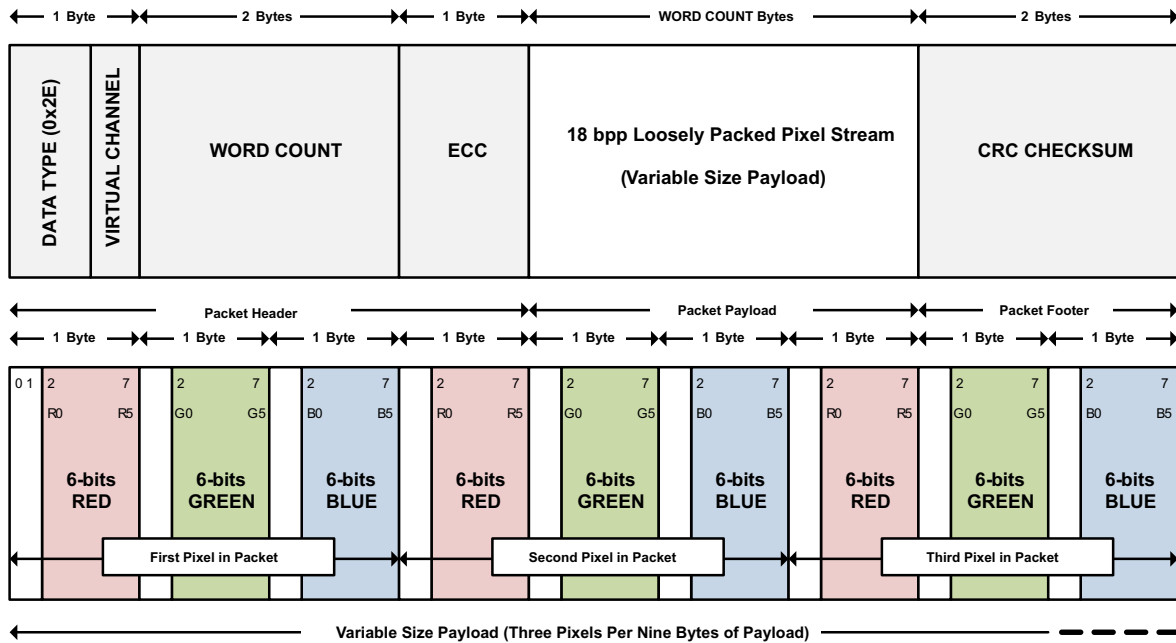 1 Byte 2 Bytes 1 Byte WORD COUNT Bytes 2 Bytes
DATA TYPE (0x2E)
VIRTUAL CHANNEL
WORD COUNT
ECC
18 bpp Loosely Packed Pixel Stream
(Variable Size Payload)
CRC CHECKSUM
Packet Header Packet Payload Packet Footer
1 Byte 1 Byte 1 Byte 1 Byte 1 Byte 1 Byte 1 Byte 1 Byte 1 Byte
0 1 2 7 2 7 2 7 2 7 2 7 2 7 2 7 2 7 2 7
R0 R5 G0 G5 B0 B5 R0 R5 G0 G5 B0 B5 R0 R5 G0 G5 B0 B5
6-bits 6-bits 6-bits 6-bits 6-bits 6-bits 6-bits 6-bits 6-bits
RED GREEN BLUE RED GREEN BLUE RED GREEN BLUE
First Pixel in Packet Second Pixel in Packet Third Pixel in Packet
Variable Size Payload (Three Pixels Per Nine Bytes of Payload)